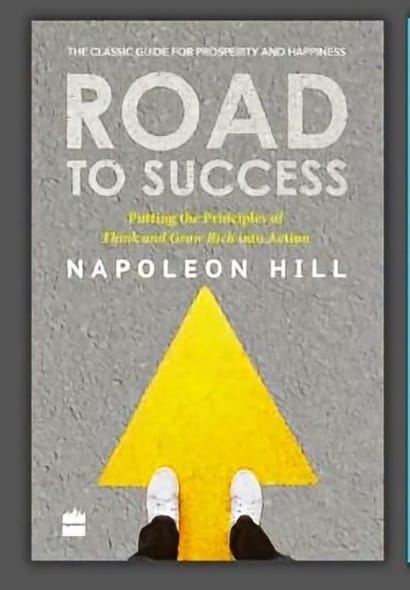 THE CLASSIC GUIDE FOR PROSPERITY AND HAPPINESS
ROAD
TO SUCCESS
Putting the Principles of
Think and Grow Rich into Action
NAPOLEON HILL